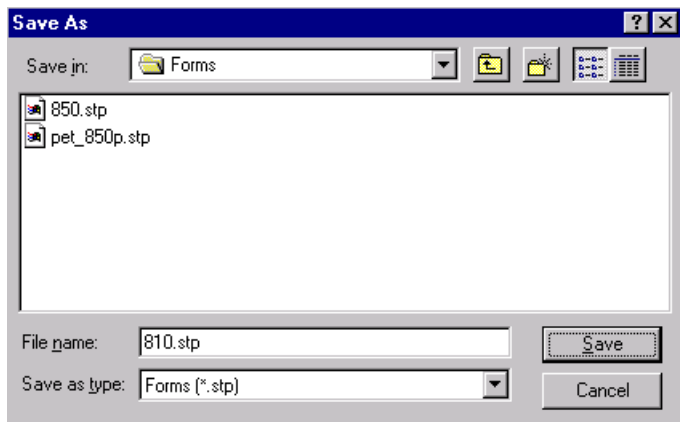 Save As
Save in: Forms
850.stp
pet_850p.stp
File name: 810.stp Save
Save as type: Forms (*.stp) Cancel